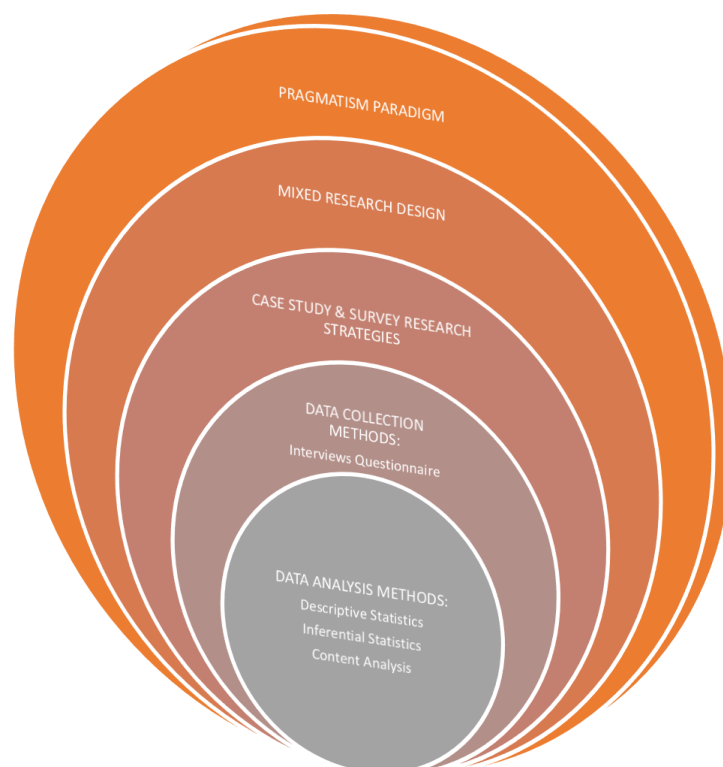 PRAGMATISM PARADIGM
MIXED RESEARCH DESIGN
CASE STUDY & SURVEY RESEARCH
STRATEGIES
DATA COLLECTION
METHODS:
Interviews Questionnaire
DATA ANALYSIS METHODS:
Descriptive Statistics
Inferential Statistics
Content Analysis